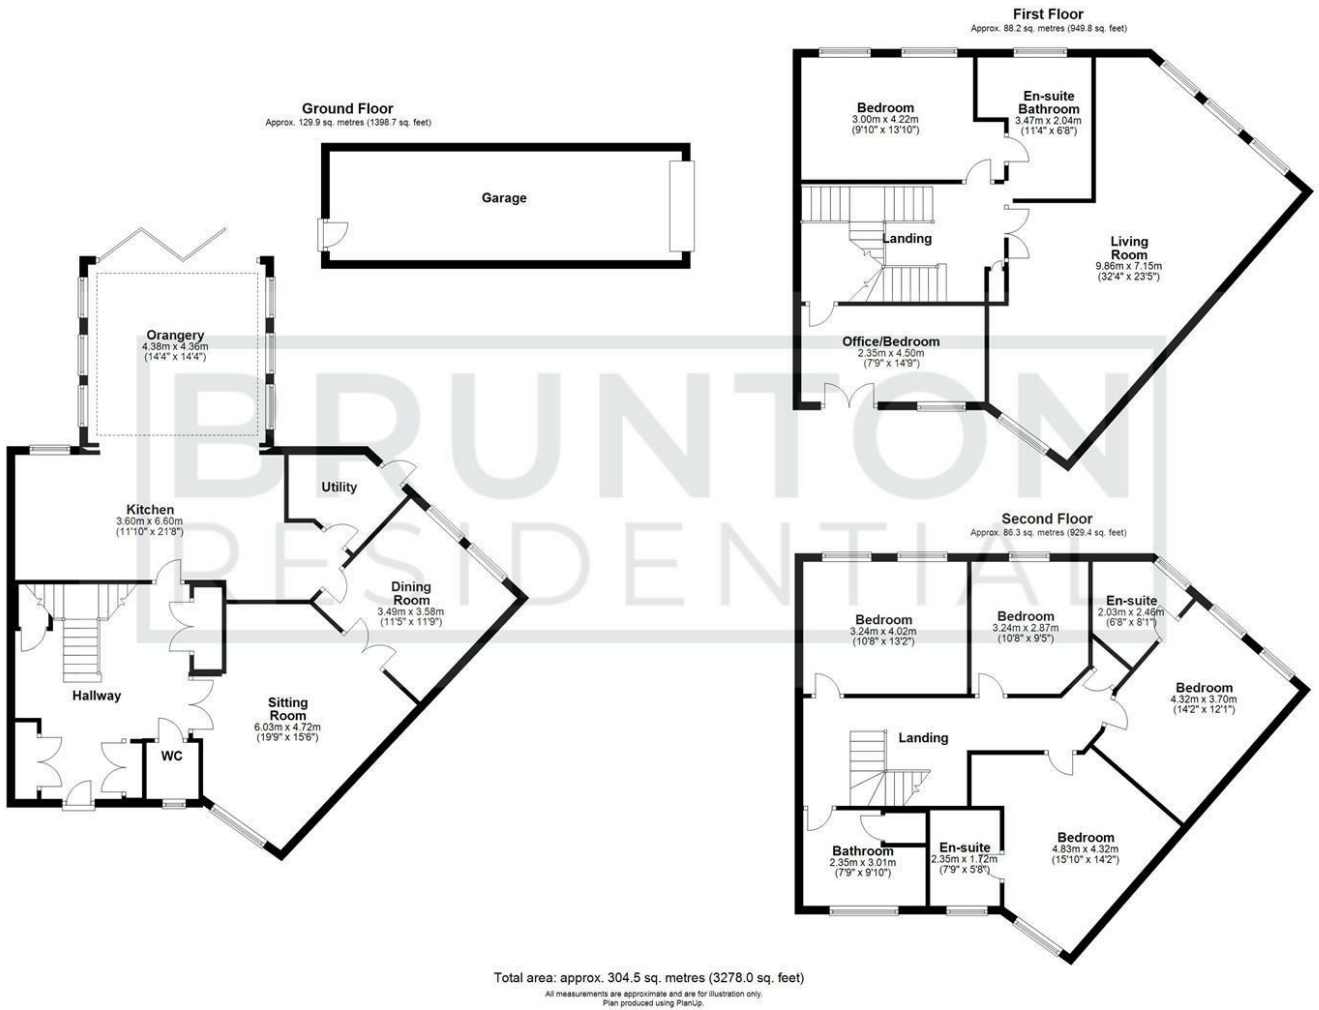 First Floor
Approx. 88.2 sq. metres (949.8 sq. feet)
Bedroom
3.00m x 4.22m
(9'10" x 13'10")
En-suite
Bathroom
3.47m x 2.04m
(11'4" x 6'8")
Landing
Living
Room
9.86m x 7.15m
(32'4" x 23'5")
Office/Bedroom
2.35m x 4.50m
(7'9" x 14'9")
Ground Floor
Approx. 129.9 sq. metres (1398.7 sq. feet)
Garage
Orangery
4.38m x 4.36m
(14'4" x 14'4")
Kitchen
3.60m x 6.60m
(11'10" x 21'8")
Utility
Dining
Room
3.49m x 3.58m
(11'5" x 11'9")
Hallway
Sitting
Room
6.03m x 4.72m
(19'9" x 15'6")
WC
BRUNTON
RESIDENTIAL
Second Floor
Approx. 86.3 sq. metres (929.4 sq. feet)
Bedroom
3.24m x 4.02m
(10'8" x 13'2")
Bedroom
3.24m x 2.87m
(10'8" x 9'5")
En-suite
2.03m x 2.46m
(6'8" x 8'1")
Bedroom
4.32m x 3.70m
(14'2" x 12'1")
Landing
Bathroom
2.35m x 3.01m
(7'9" x 9'10")
En-suite
2.35m x 1.72m
(7'9" x 5'8")
Bedroom
4.83m x 4.32m
(15'10" x 14'2")
Total area: approx. 304.5 sq. metres (3278.0 sq. feet)
All measurements are approximate and are for illustration only.
Plan produced using PlanUp.